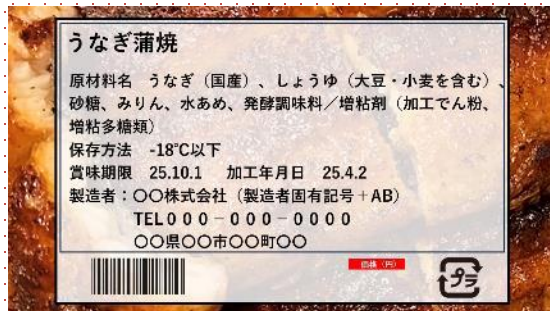 うなぎ蒲焼
原材料名　うなぎ（国産）、しょうゆ（大豆・小麦を含む）、
砂糖、みりん、水あめ、発酵調味料／増粘剤（加工でん粉、
増粘多糖類）
保存方法　-18℃以下
賞味期限　25.10.1　加工年月日　25.4.2
製造者：〇〇株式会社（製造者固有記号＋AB）
TEL０００－０００－００００
〇〇県〇〇市〇〇町〇〇
価格（円）
プラ